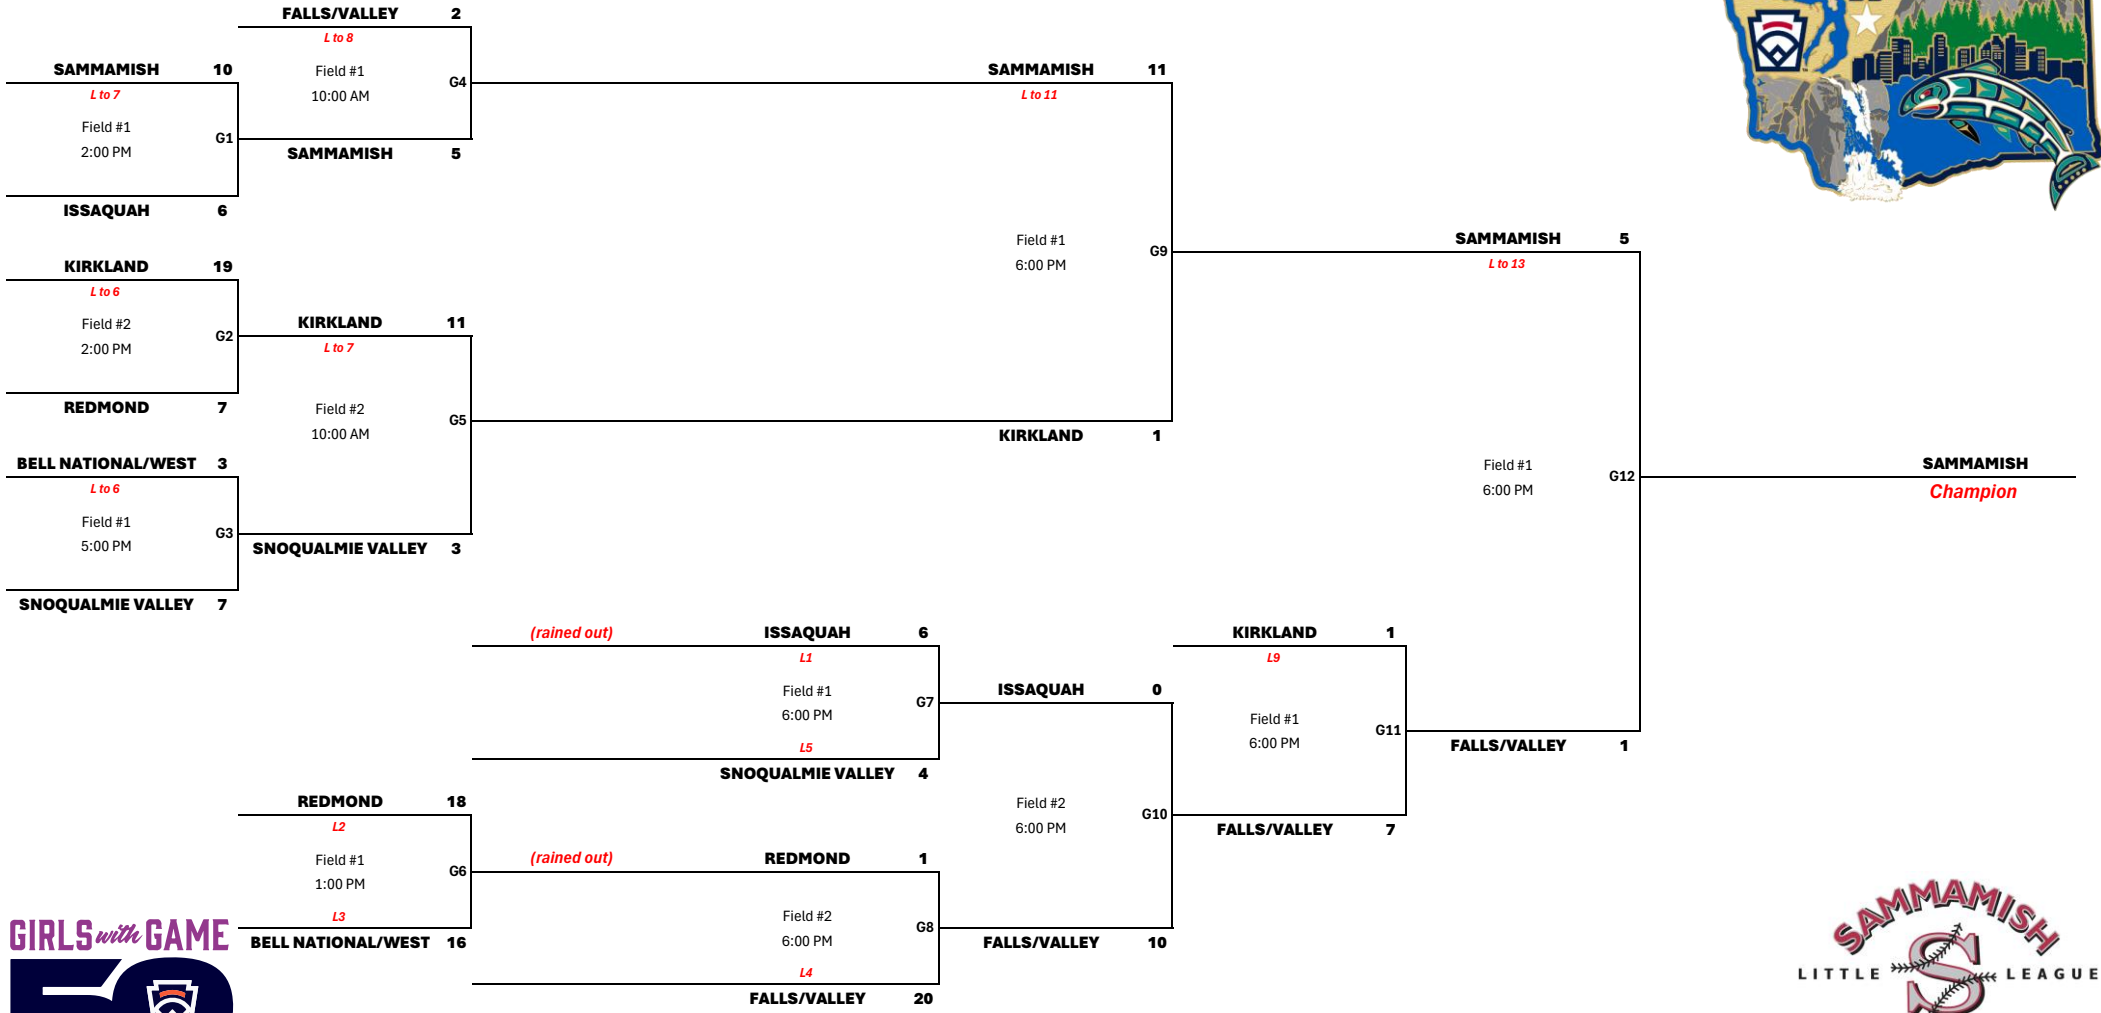 FALLS/VALLEY 2
L to 8
SAMMAMISH 10
L to 7
Field #1
10:00 AM
G4
Field #1
2:00 PM
G1
SAMMAMISH 5
ISSAQUAH 6
SAMMAMISH 11
L to 11
Field #1
6:00 PM
G9
KIRKLAND 19
L to 6
Field #2
2:00 PM
G2
REDMOND 7
KIRKLAND 11
L to 7
Field #2
10:00 AM
G5
KIRKLAND 1
BELL NATIONAL/WEST 3
L to 6
Field #1
5:00 PM
G3
SNOQUALMIE VALLEY 3
SNOQUALMIE VALLEY 7
SAMMAMISH 5
L to 13
Field #1
6:00 PM
G12
SAMMAMISH
Champion
(rained out)
ISSAQUAH 6
L1
Field #1
6:00 PM
G7
L5
SNOQUALMIE VALLEY 4
ISSAQUAH 0
Field #2
6:00 PM
G10
KIRKLAND 1
L9
Field #1
6:00 PM
G11
FALLS/VALLEY 1
FALLS/VALLEY 7
REDMOND 18
L2
Field #1
1:00 PM
G6
L3
BELL NATIONAL/WEST 16
(rained out)
REDMOND 1
Field #2
6:00 PM
G8
L4
FALLS/VALLEY 20
FALLS/VALLEY 10
GIRLS with GAME
50
SAMMAMISH
S
LITTLE LEAGUE